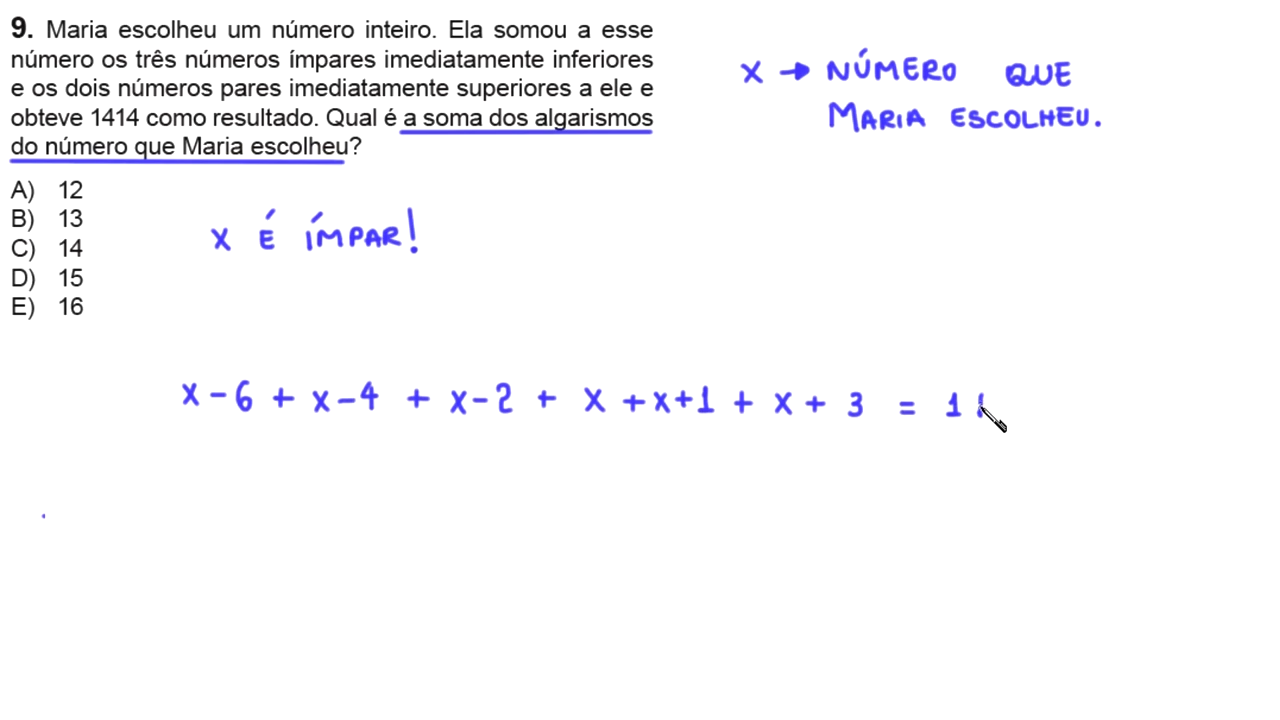 9. Maria escolheu um número inteiro. Ela somou a esse
número os três números ímpares imediatamente inferiores
e os dois números pares imediatamente superiores a ele e
obteve 1414 como resultado. Qual é a soma dos algarismos
do número que Maria escolheu?
A) 12
B) 13
C) 14
D) 15
E) 16
X → NÚMERO QUE
MARIA ESCOLHEU.
X É ÍMPAR!
X - 6 + X - 4 + X - 2 + X + X + 1 + X + 3 = 1